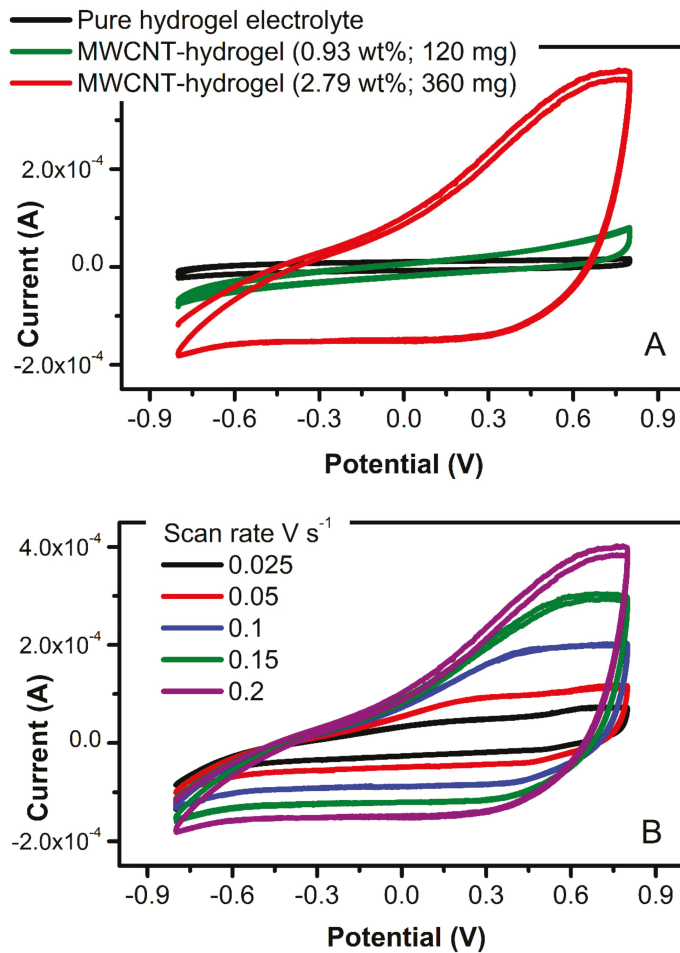 Pure hydrogel electrolyte
MWCNT-hydrogel (0.93 wt%; 120 mg)
MWCNT-hydrogel (2.79 wt%; 360 mg)
2.0x10⁻⁴
0.0
-2.0x10⁻⁴
Current (A)
A
-0.9 -0.6 -0.3 0.0 0.3 0.6 0.9
Potential (V)
Scan rate V s⁻¹
0.025
0.05
0.1
0.15
0.2
4.0x10⁻⁴
2.0x10⁻⁴
0.0
-2.0x10⁻⁴
Current (A)
B
-0.9 -0.6 -0.3 0.0 0.3 0.6 0.9
Potential (V)